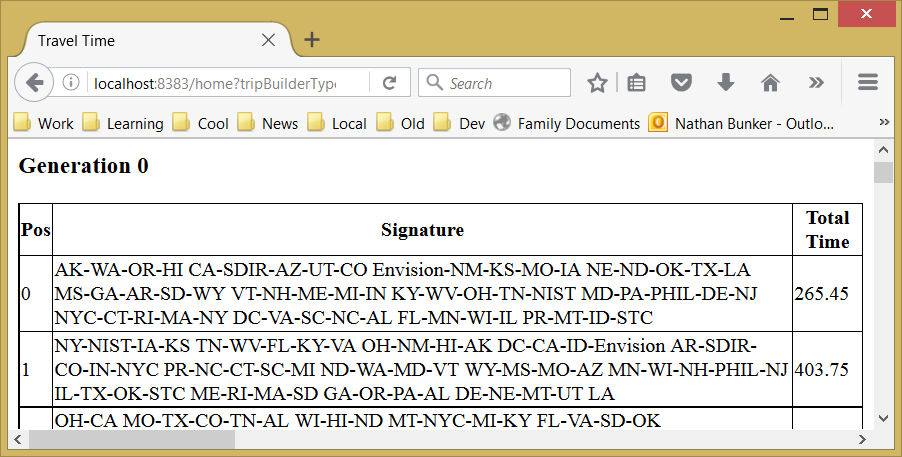 Travel Time
localhost:8383/home?tripBuilderType
Search
Work Learning Cool News Local Old Dev Family Documents Nathan Bunker - Outlo...
Generation 0
Pos Signature Total
Time
0 AK-WA-OR-HI CA-SDIR-AZ-UT-CO Envision-NM-KS-MO-IA NE-ND-OK-TX-LA
MS-GA-AR-SD-WY VT-NH-ME-MI-IN KY-WV-OH-TN-NIST MD-PA-PHIL-DE-NJ
NYC-CT-RI-MA-NY DC-VA-SC-NC-AL FL-MN-WI-IL PR-MT-ID-STC
265.45
1 NY-NIST-IA-KS TN-WV-FL-KY-VA OH-NM-HI-AK DC-CA-ID-Envision AR-SDIR-
CO-IN-NYC PR-NC-CT-SC-MI ND-WA-MD-VT WY-MS-MO-AZ MN-WI-NH-PHIL-NJ
IL-TX-OK-STC ME-RI-MA-SD GA-OR-PA-AL DE-NE-MT-UT LA
403.75
OH-CA MO-TX-CO-TN-AL WI-HI-ND MT-NYC-MI-KY FL-VA-SD-OK